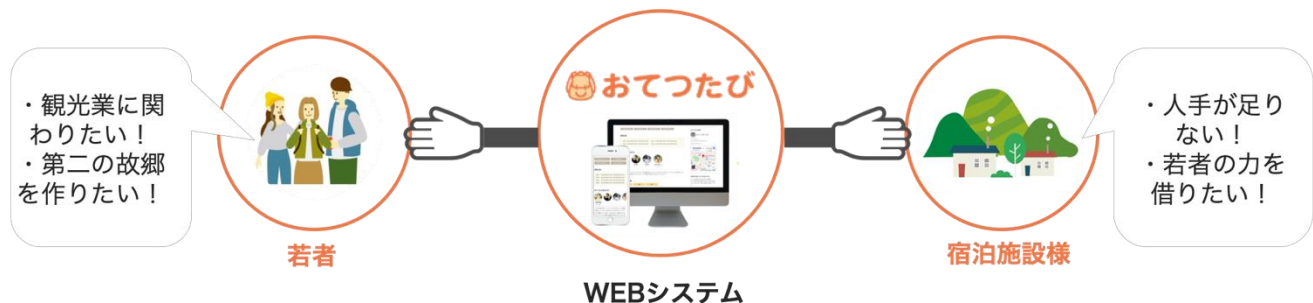 ・観光業に関
わりたい！
・第二の故郷
を作りたい！
若者
おてつたび
WEBシステム
・人手が足り
ない！
・若者の力を
借りたい！
宿泊施設様